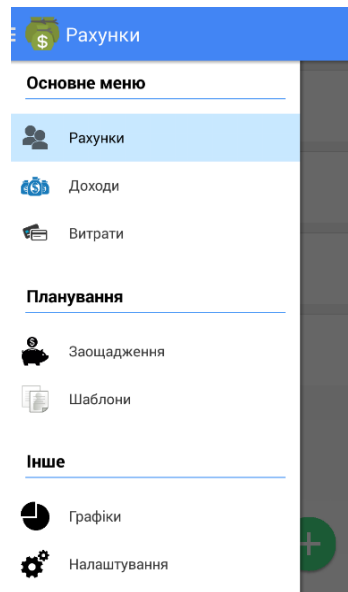 Рахунки
Основне меню
Рахунки
Доходи
Витрати
Планування
Заощадження
Шаблони
Інше
Графіки
Налаштування